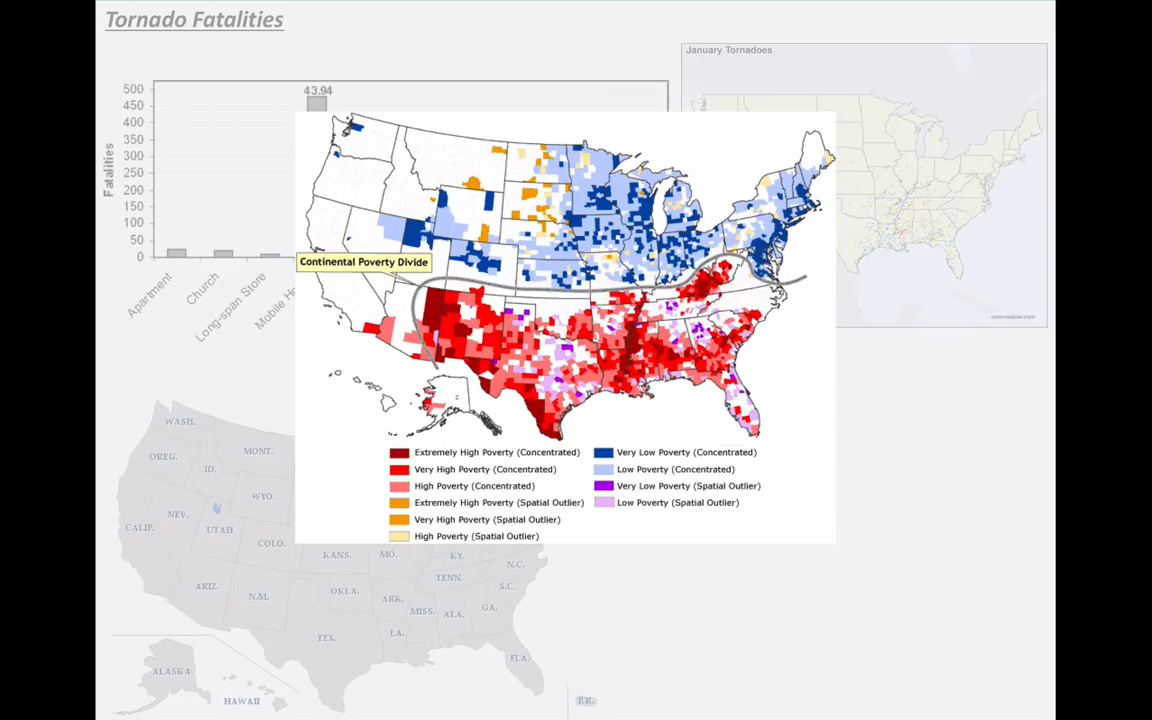 Tornado Fatalities
January Tornadoes
43.94
500
450
400
350
300
250
200
150
100
50
0
Fatalities
Apartment
Church
Long-span Store
Mobile Ho
Continental Poverty Divide
Extremely High Poverty (Concentrated)
Very High Poverty (Concentrated)
High Poverty (Concentrated)
Extremely High Poverty (Spatial Outlier)
Very High Poverty (Spatial Outlier)
High Poverty (Spatial Outlier)
Very Low Poverty (Concentrated)
Low Poverty (Concentrated)
Very Low Poverty (Spatial Outlier)
Low Poverty (Spatial Outlier)
WASH.
OREG.
ID.
MONT.
WYO.
NEV.
UTAH
CALIF.
COLO.
KANS.
MO.
KY.
N.C.
TENN.
ARIZ.
N.M.
OKLA.
ARK.
S.C.
MISS.
ALA.
GA.
TEX.
LA.
FLA.
ALASKA
HAWAII
P.R.